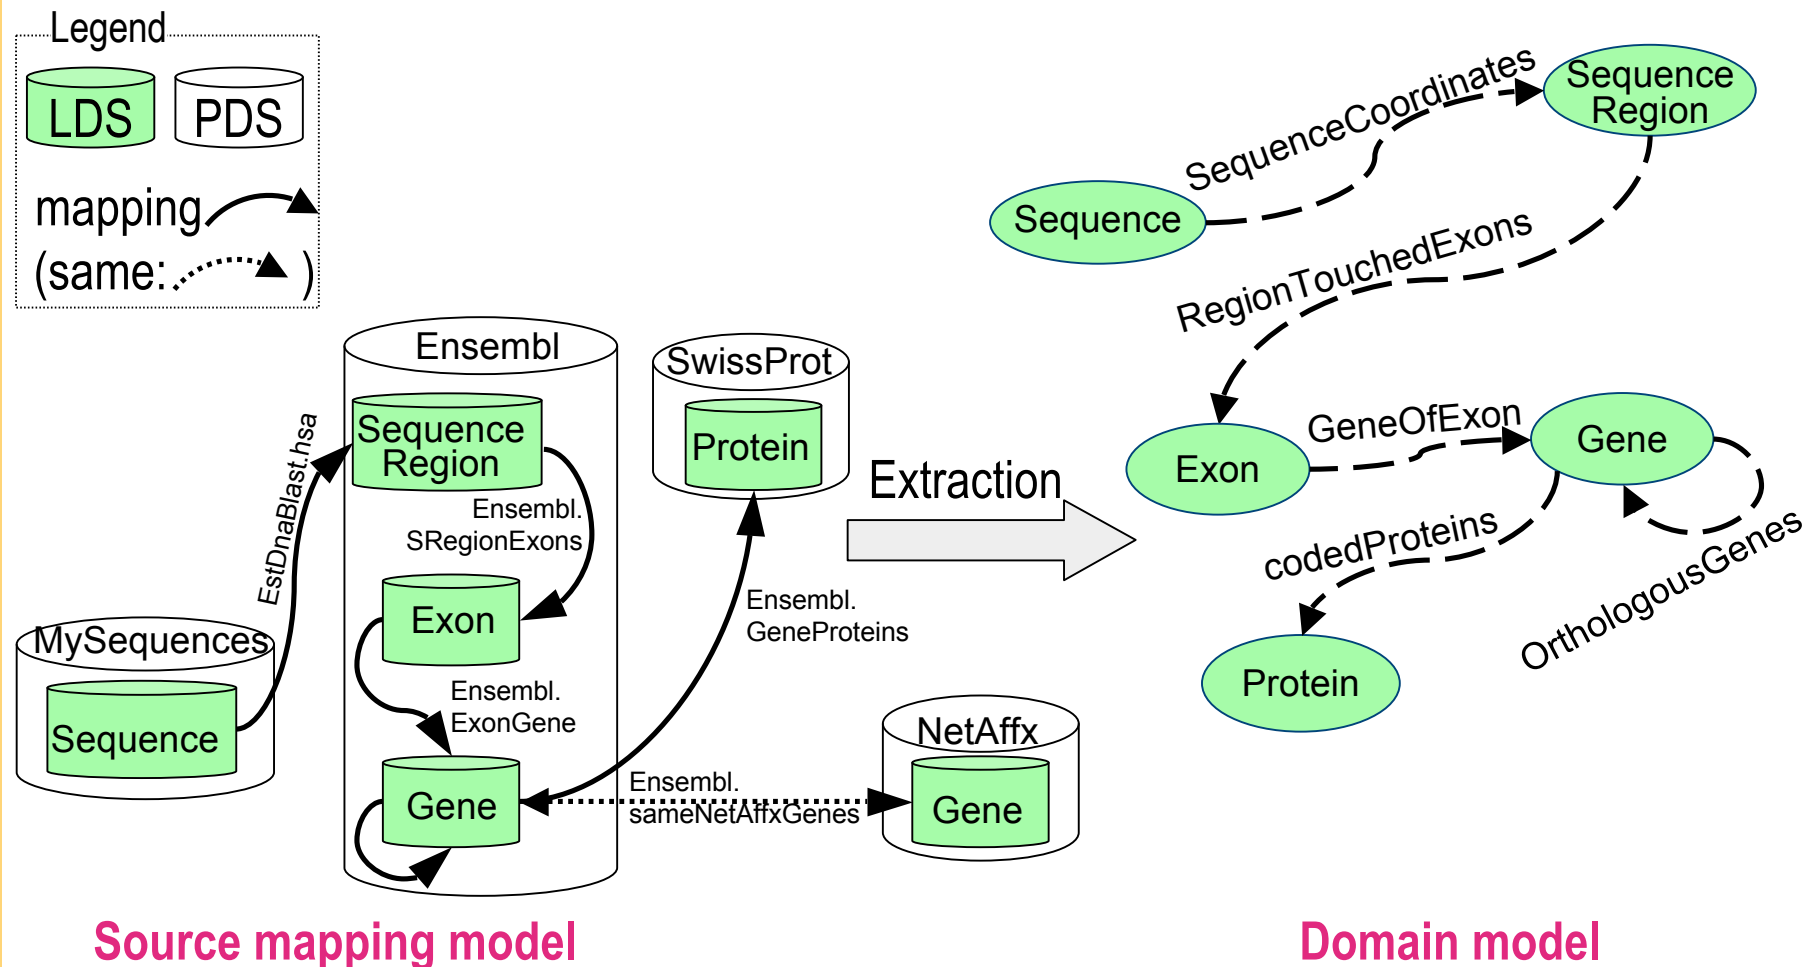 Legend
LDS
PDS
mapping
(same: )
Ensembl
Sequence
Region
Ensembl.
SRegionExons
Exon
Ensembl.
ExonGene
Gene
EstDnaBlast.hsa
MySequences
Sequence
SwissProt
Protein
Ensembl.
GeneProteins
Ensembl.
sameNetAffxGenes
NetAffx
Gene
Source mapping model
Extraction
Sequence
SequenceCoordinates
Sequence
Region
RegionTouchedExons
Exon
GeneOfExon
Gene
OrthologousGenes
codedProteins
Protein
Domain model